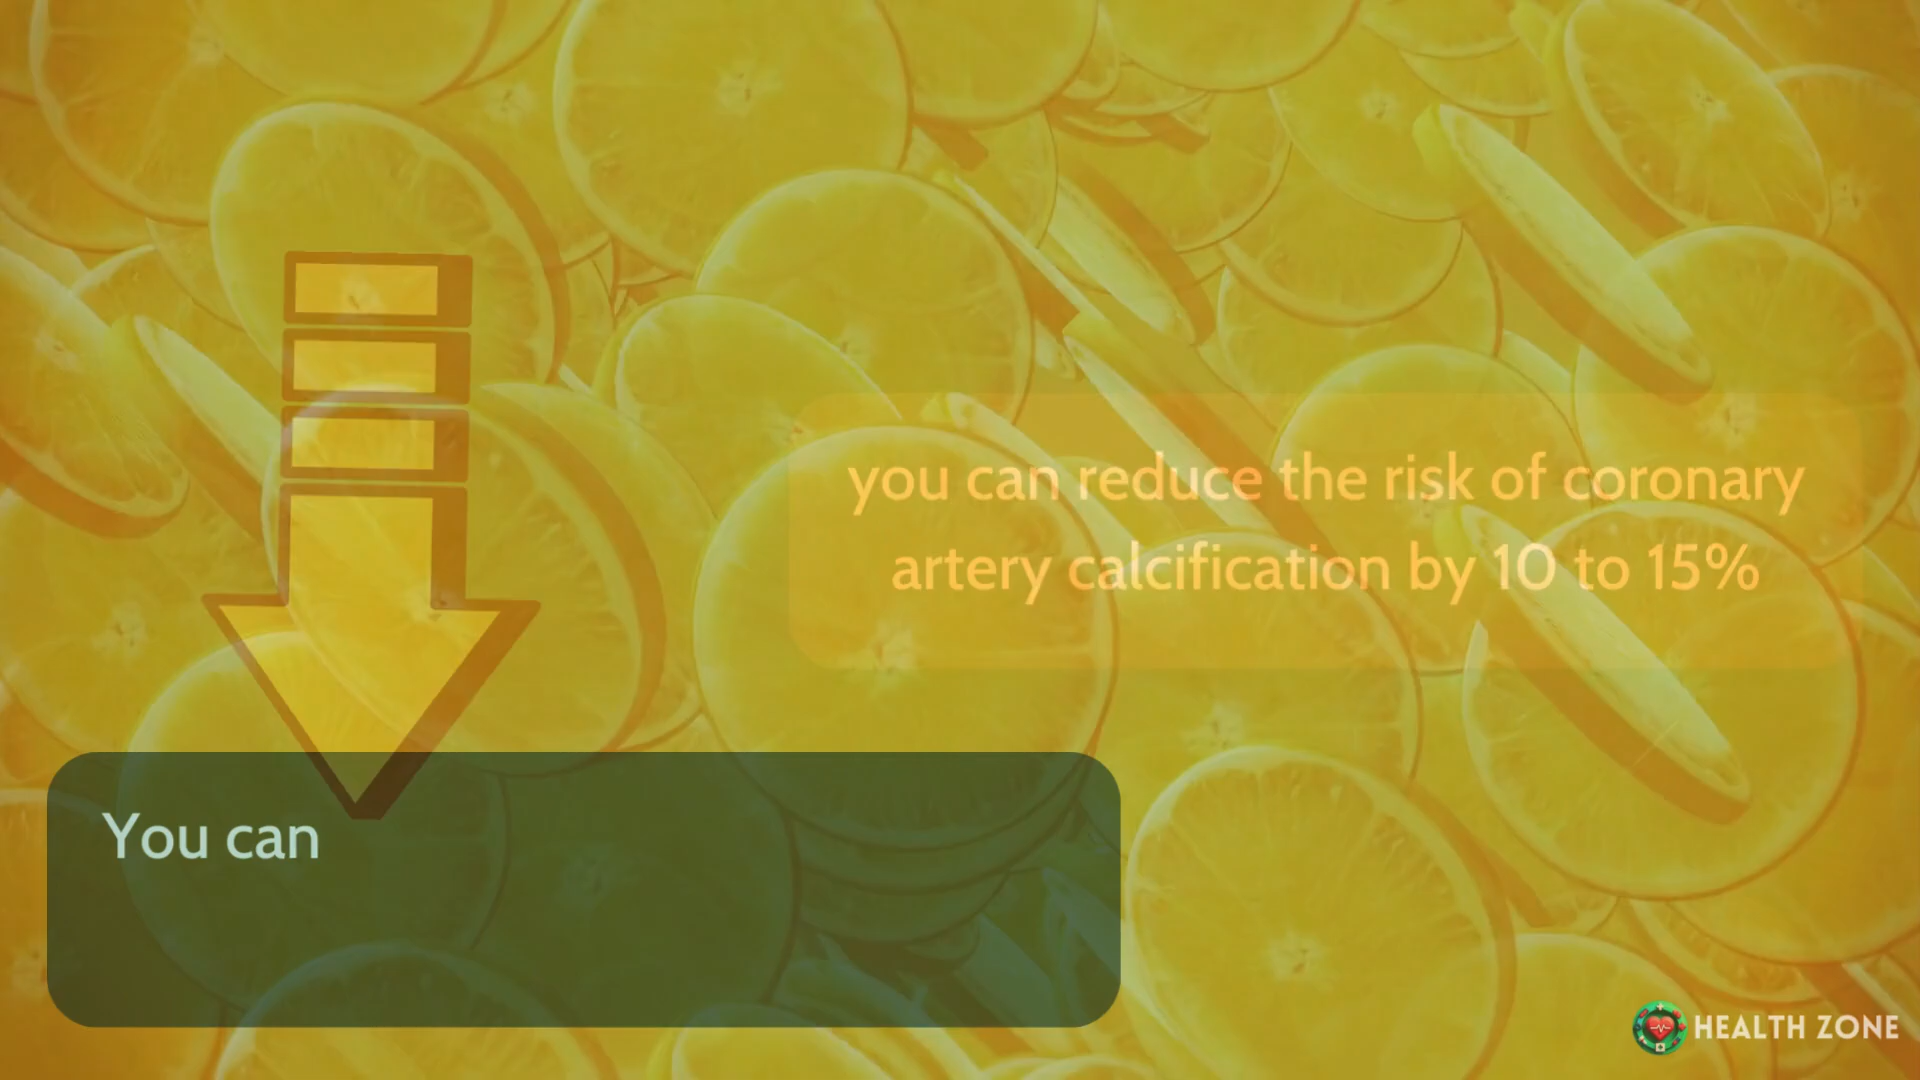 you can reduce the risk of coronary
artery calcification by 10 to 15%
You can
HEALTH ZONE